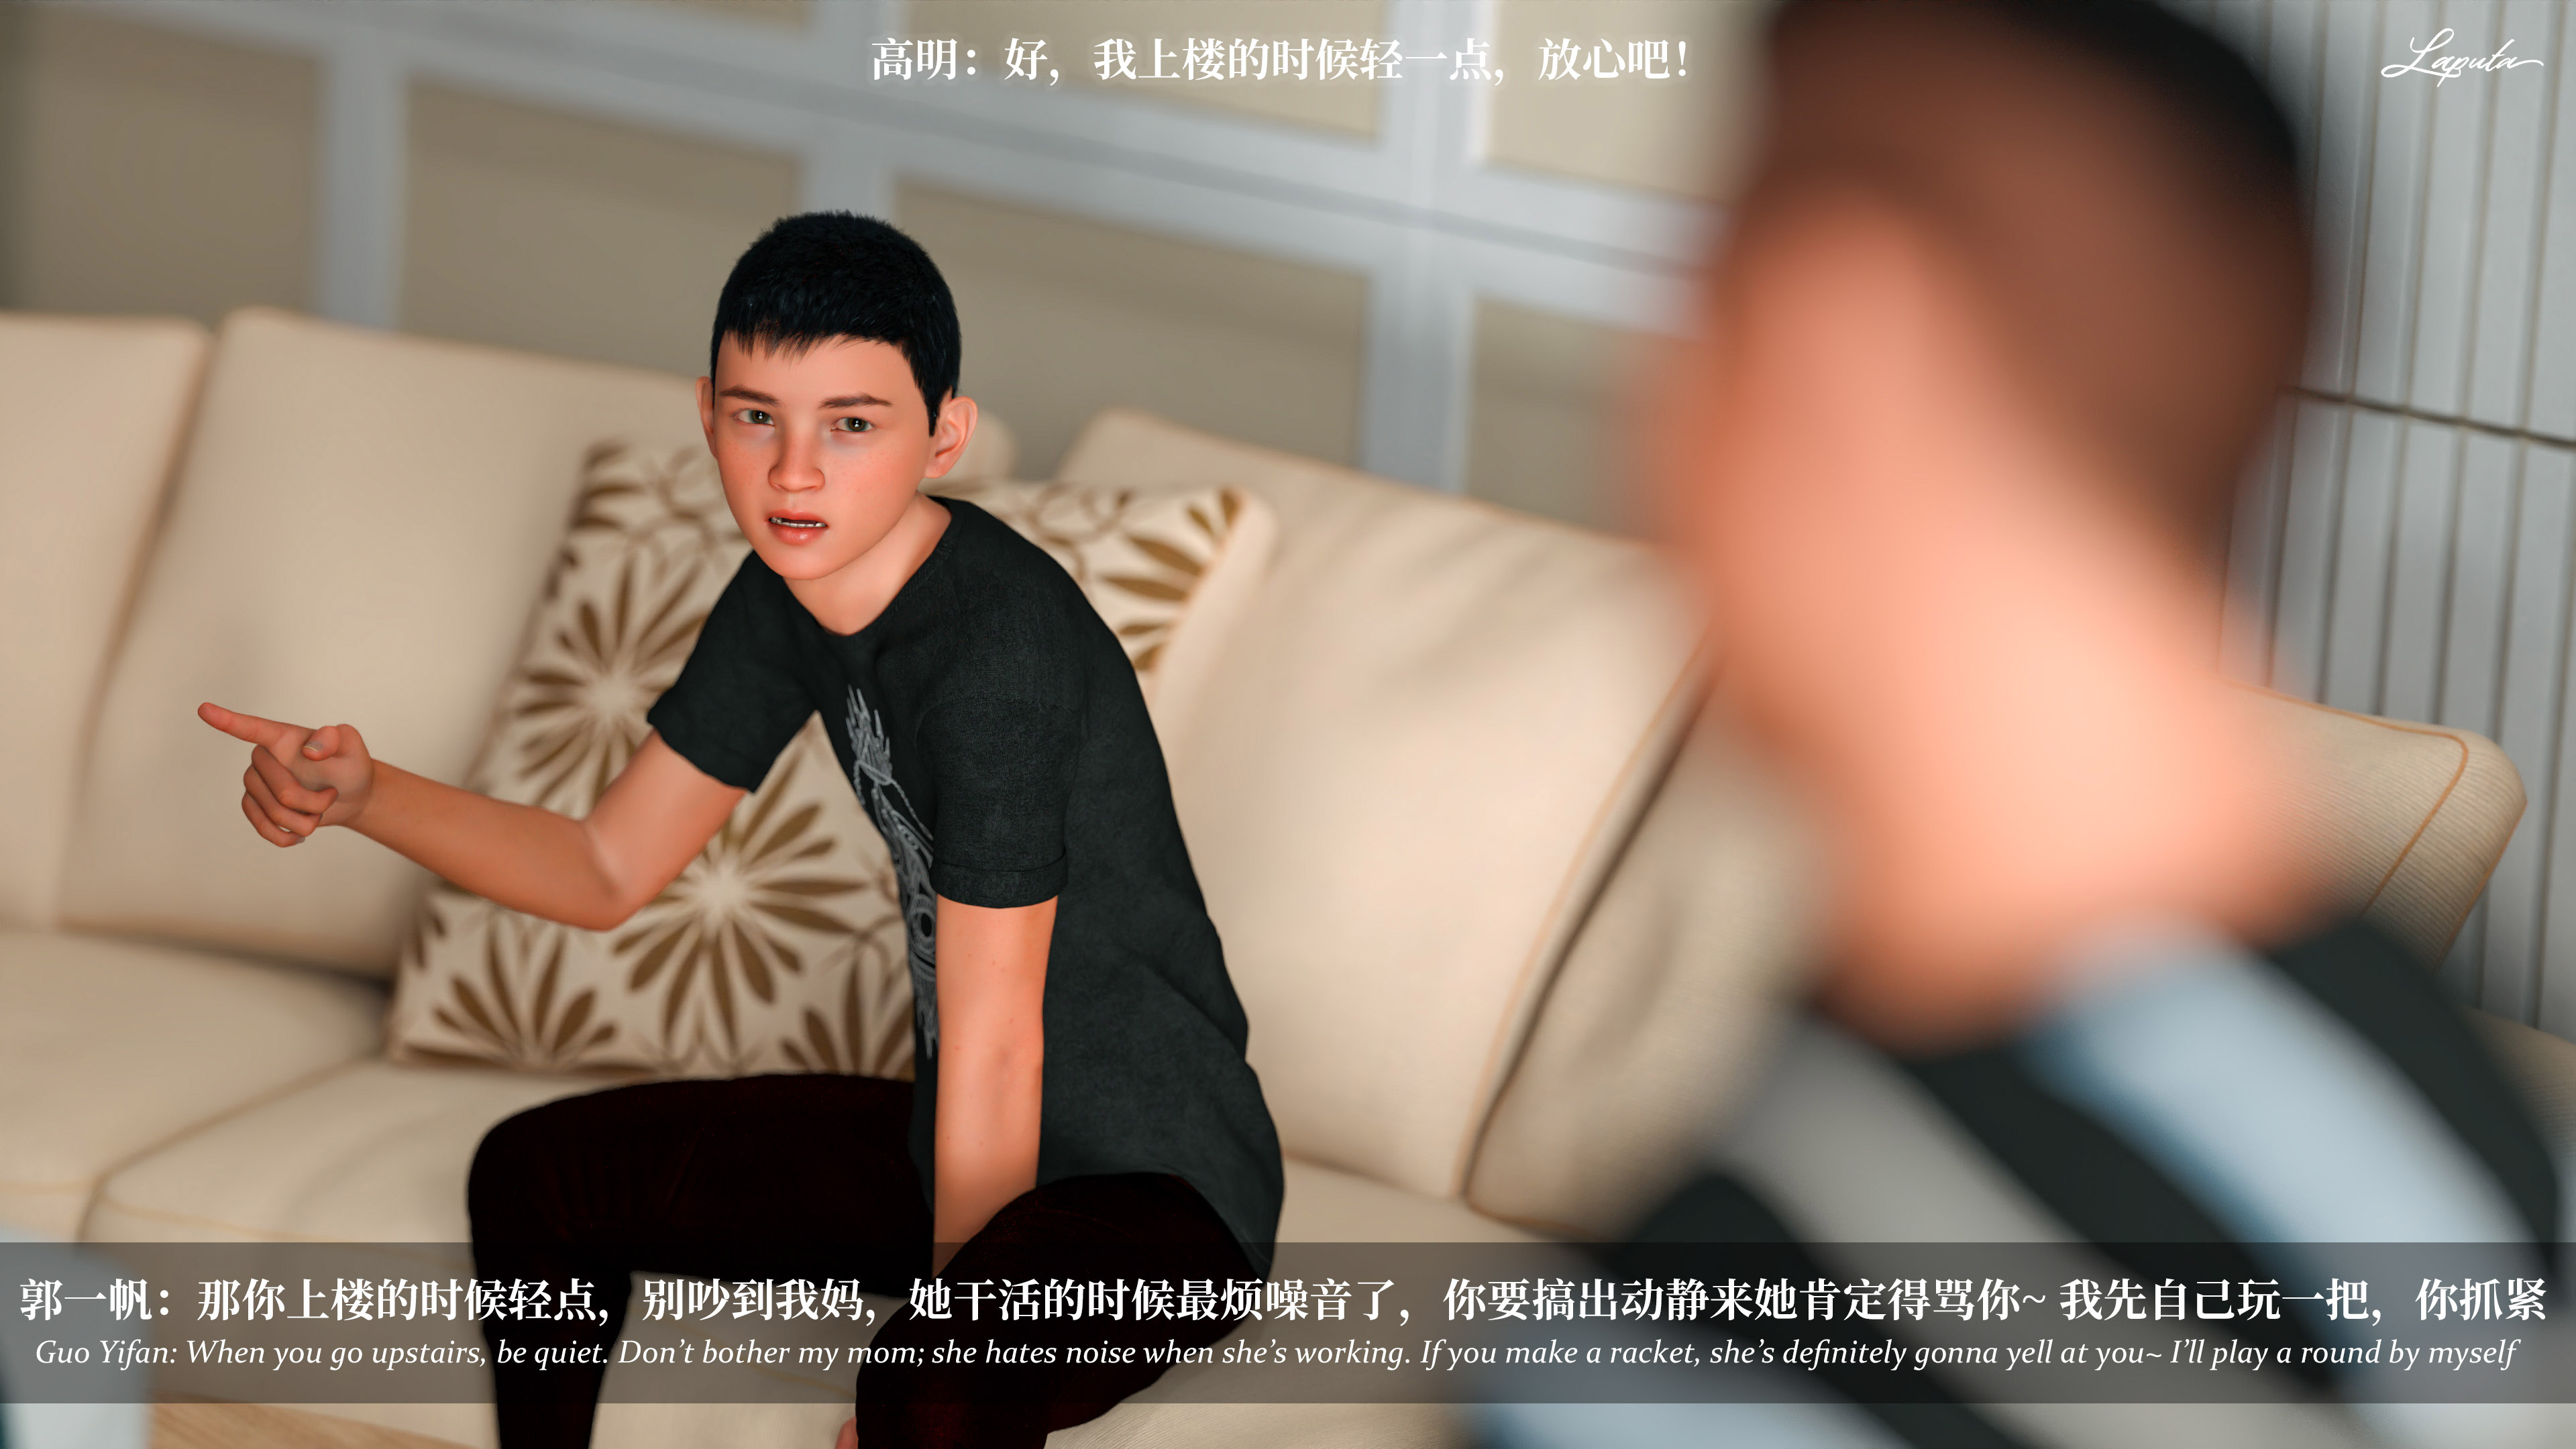 高明：好，我上楼的时候轻一点，放心吧！
Laputa
郭一帆：那你上楼的时候轻点，别吵到我妈，她干活的时候最烦噪音了，你要搞出动静来她肯定得骂你~ 我先自己玩一把，你抓紧
Guo Yifan: When you go upstairs, be quiet. Don’t bother my mom; she hates noise when she’s working. If you make a racket, she’s definitely gonna yell at you~ I’ll play a round by myself